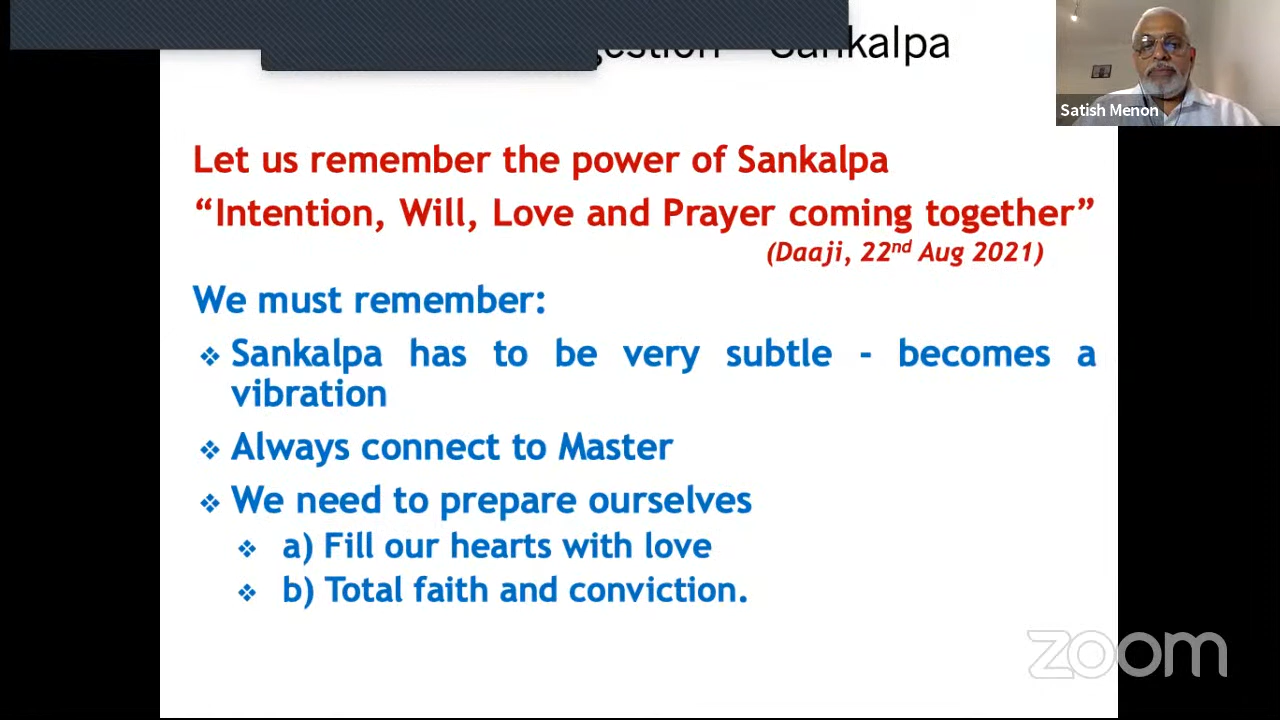 Sankalpa
Satish Menon
Let us remember the power of Sankalpa
“Intention, Will, Love and Prayer coming together”
(Daaji, 22nd Aug 2021)
We must remember:
❖ Sankalpa has to be very subtle - becomes a
vibration
❖ Always connect to Master
❖ We need to prepare ourselves
❖ a) Fill our hearts with love
❖ b) Total faith and conviction.
zoom